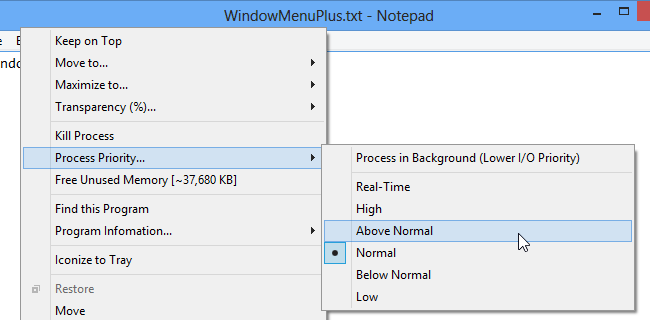 WindowMenuPlus.txt - Notepad
Keep on Top
Move to...
Maximize to...
Transparency (%)...
Kill Process
Process Priority...
Free Unused Memory [~37,680 KB]
Find this Program
Program Infomation...
Iconize to Tray
Restore
Move
Process in Background (Lower I/O Priority)
Real-Time
High
Above Normal
Normal
Below Normal
Low